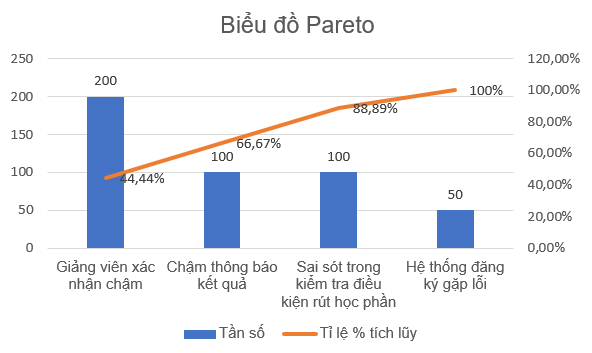 Biểu đồ Pareto
250
200
150
100
50
0
120,00%
100,00%
80,00%
60,00%
40,00%
20,00%
0,00%
200
100
100
50
44,44%
66,67%
88,89%
100%
Giảng viên xác
nhận chậm
Chậm thông báo
kết quả
Sai sót trong
kiểm tra điều
kiện rút học phần
Hệ thống đăng
ký gặp lỗi
Tần số
Tỉ lệ % tích lũy